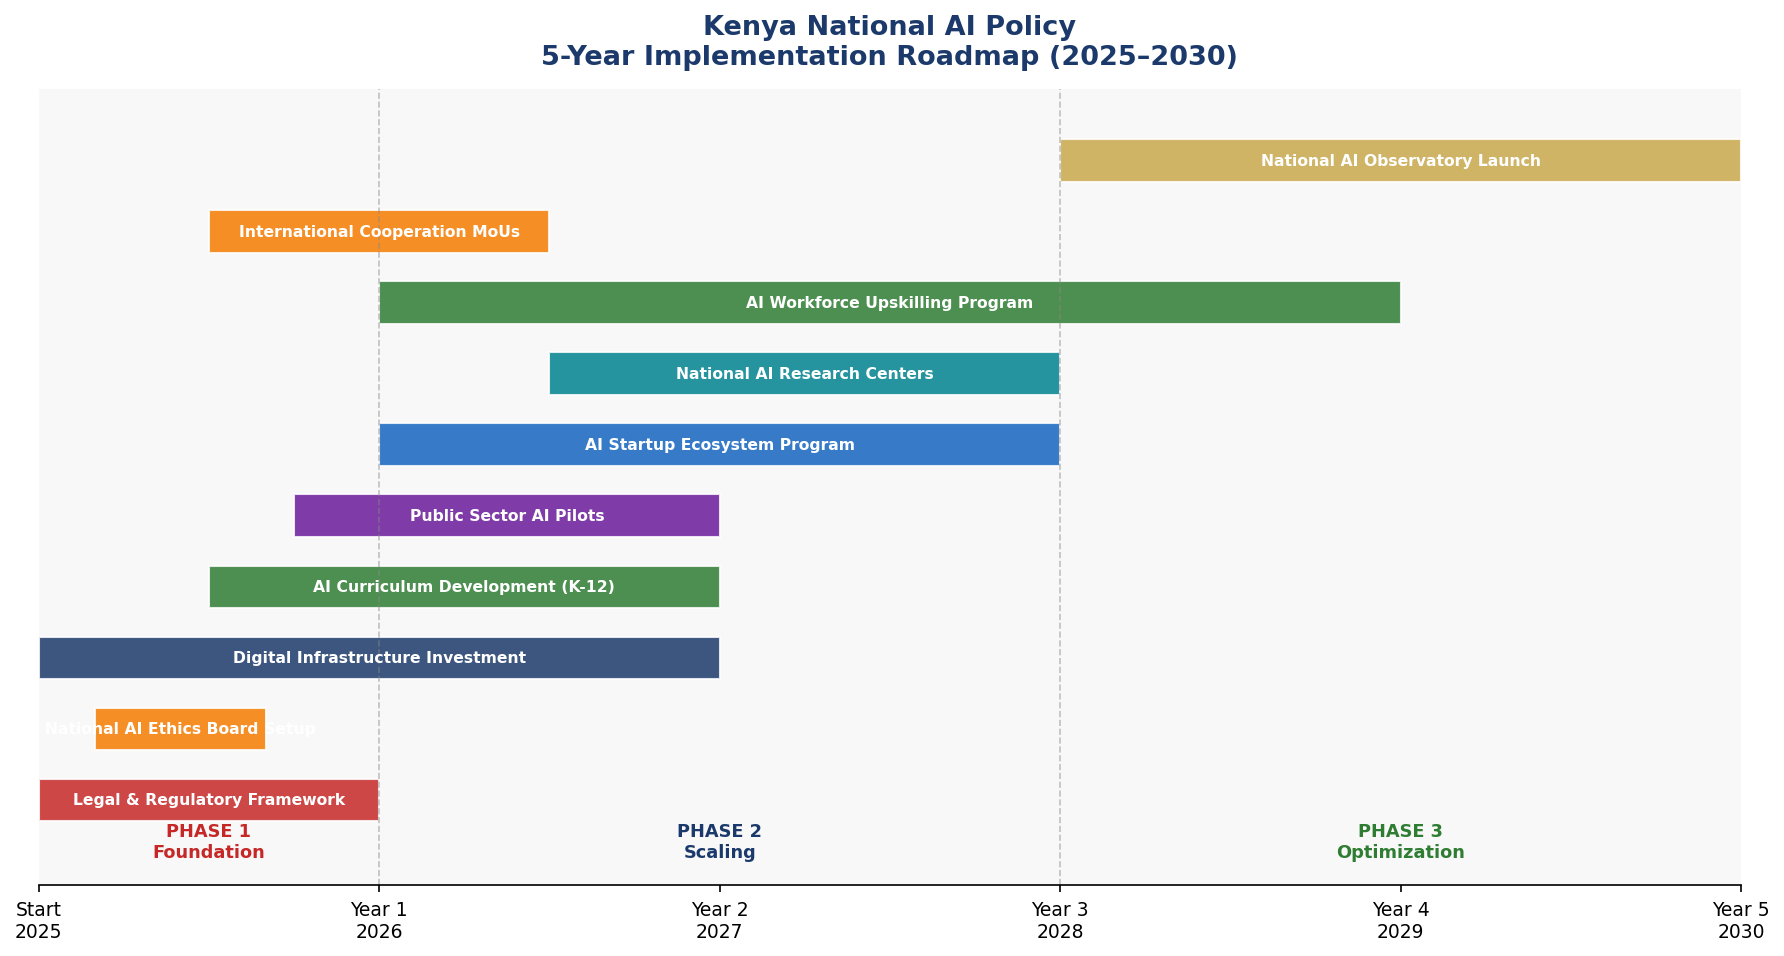 Kenya National AI Policy
5-Year Implementation Roadmap (2025–2030)
National AI Observatory Launch
International Cooperation MoUs
AI Workforce Upskilling Program
National AI Research Centers
AI Startup Ecosystem Program
Public Sector AI Pilots
AI Curriculum Development (K-12)
Digital Infrastructure Investment
National AI Ethics Board Setup
Legal & Regulatory Framework
PHASE 1
Foundation
PHASE 2
Scaling
PHASE 3
Optimization
Start
2025
Year 1
2026
Year 2
2027
Year 3
2028
Year 4
2029
Year 5
2030